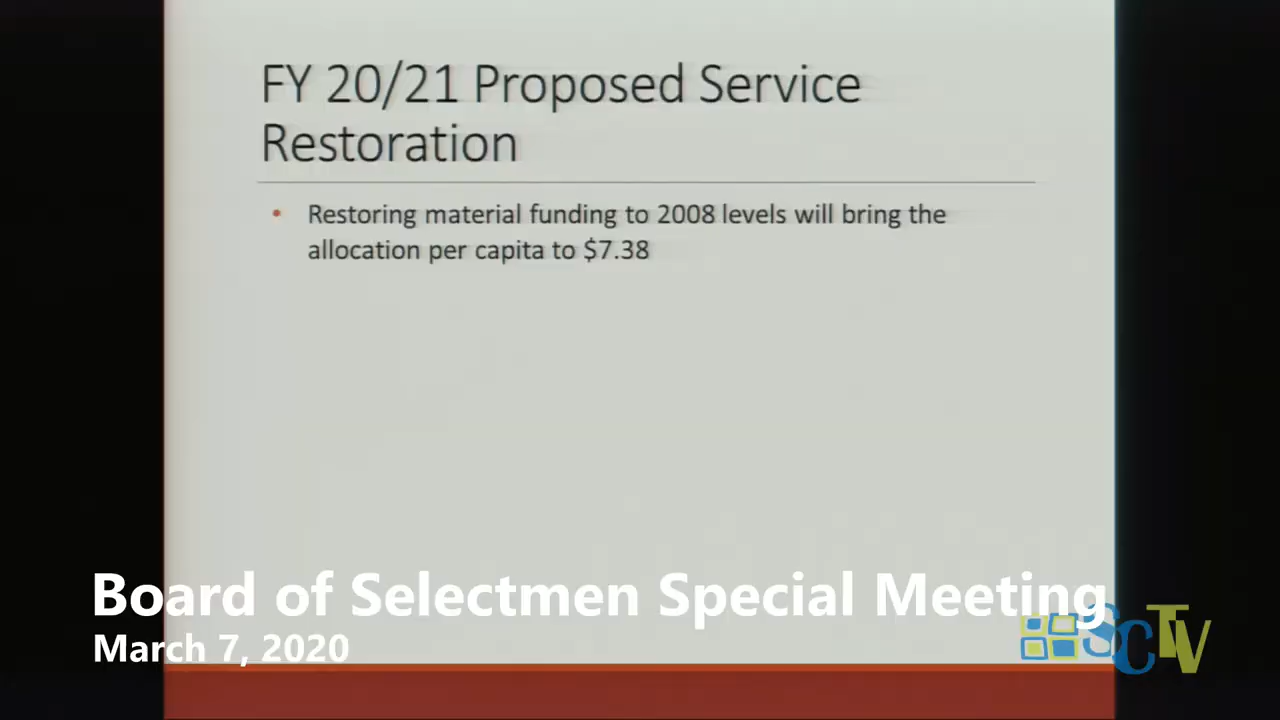 FY 20/21 Proposed Service
Restoration
• Restoring material funding to 2008 levels will bring the
allocation per capita to $7.38
Board of Selectmen Special Meeting
March 7, 2020
SCTV